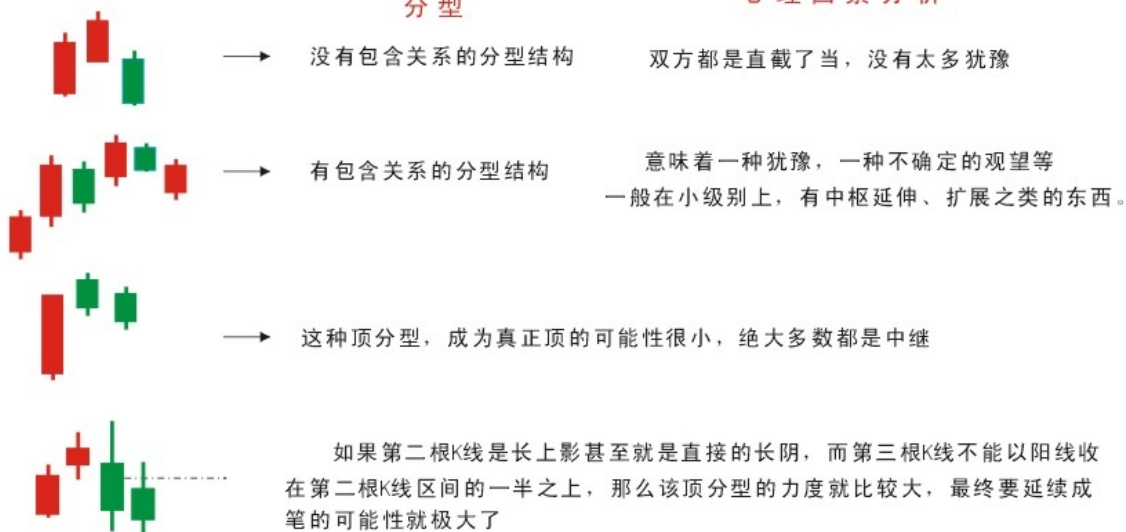 分型
心理因素分析
没有包含关系的分型结构
双方都是直截了当，没有太多犹豫
有包含关系的分型结构
意味着一种犹豫，一种不确定的观望等
一般在小级别上，有中枢延伸、扩展之类的东西。
这种顶分型，成为真正顶的可能性很小，绝大多数都是中继
如果第二根K线是长上影甚至就是直接的长阴，而第三根K线不能以阳线收
在第二根K线区间的一半之上，那么该顶分型的力度就比较大，最终要延续成
笔的可能性就极大了